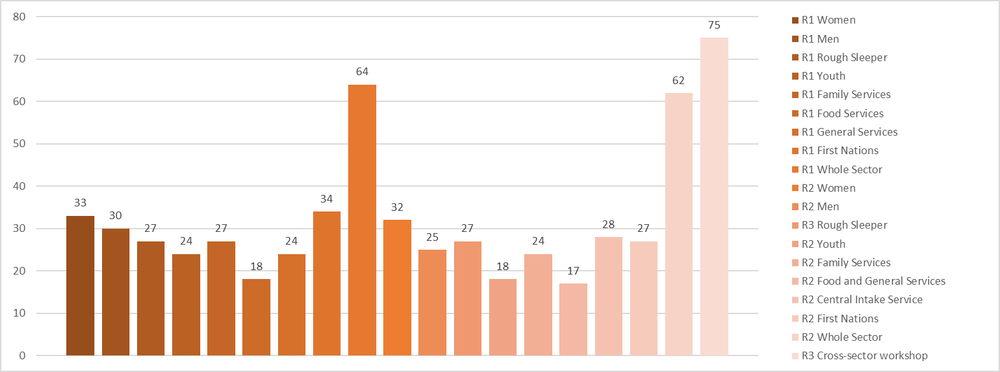 80
70
60
50
40
30
20
10
0
33
30
27
24
27
18
24
34
64
32
25
27
18
24
17
28
27
62
75
R1 Women
R1 Men
R1 Rough Sleeper
R1 Youth
R1 Family Services
R1 Food Services
R1 General Services
R1 First Nations
R1 Whole Sector
R2 Women
R2 Men
R3 Rough Sleeper
R2 Youth
R2 Family Services
R2 Food and General Services
R2 Central Intake Service
R2 First Nations
R2 Whole Sector
R3 Cross-sector workshop